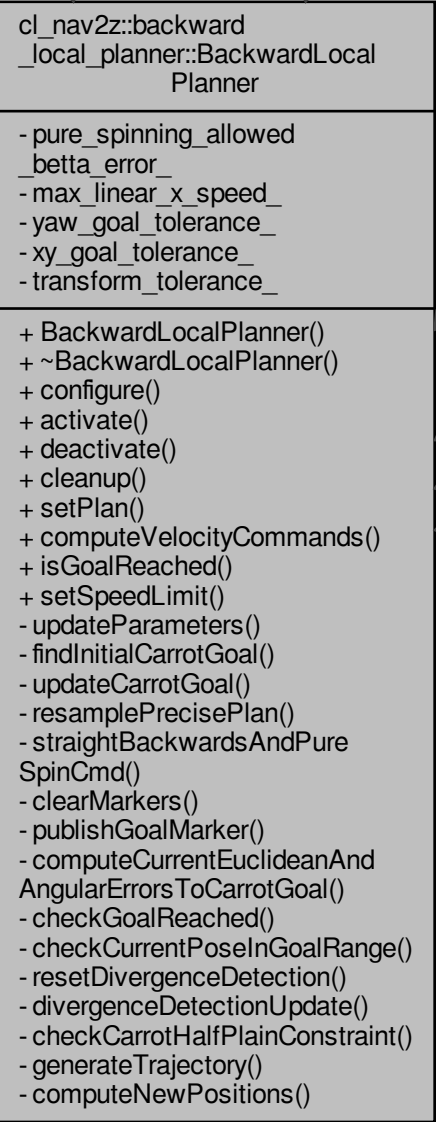 cl_nav2z::backward
_local_planner::BackwardLocal
Planner
- pure_spinning_allowed
_betta_error_
- max_linear_x_speed_
- yaw_goal_tolerance_
- xy_goal_tolerance_
- transform_tolerance_
+ BackwardLocalPlanner()
+ ~BackwardLocalPlanner()
+ configure()
+ activate()
+ deactivate()
+ cleanup()
+ setPlan()
+ computeVelocityCommands()
+ isGoalReached()
+ setSpeedLimit()
- updateParameters()
- findInitialCarrotGoal()
- updateCarrotGoal()
- resamplePrecisePlan()
- straightBackwardsAndPure
SpinCmd()
- clearMarkers()
- publishGoalMarker()
- computeCurrentEuclideanAnd
AngularErrorsToCarrotGoal()
- checkGoalReached()
- checkCurrentPoseInGoalRange()
- resetDivergenceDetection()
- divergenceDetectionUpdate()
- checkCarrotHalfPlainConstraint()
- generateTrajectory()
- computeNewPositions()